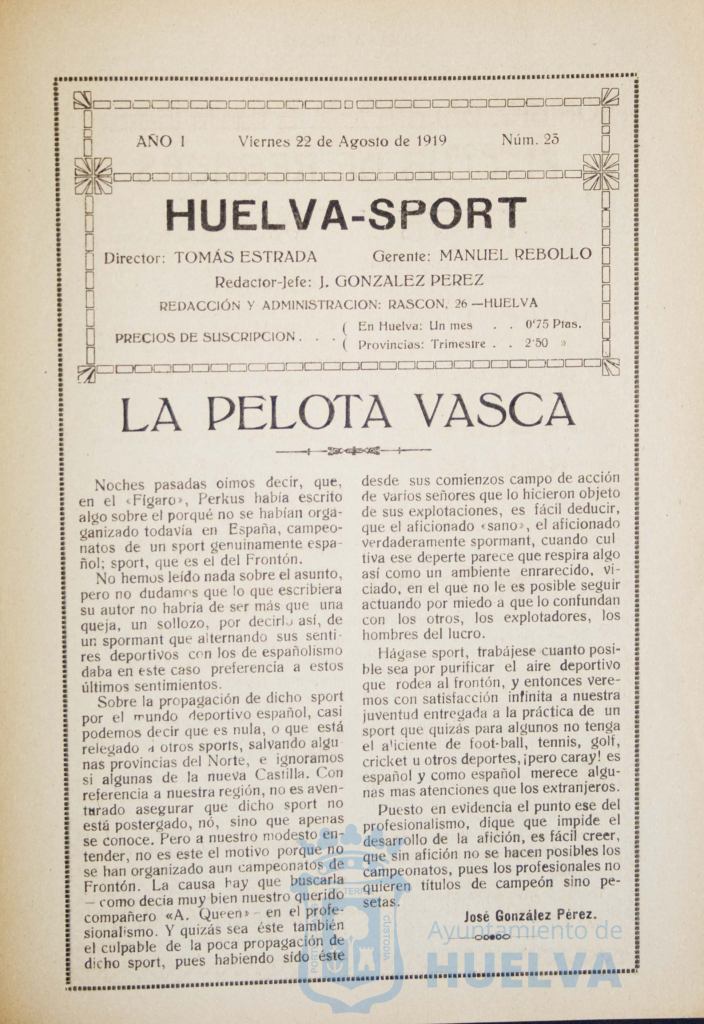 AÑO I Viernes 22 de Agosto de 1919 Núm. 23
HUELVA-SPORT
Director: TOMÁS ESTRADA Gerente: MANUEL REBOLLO
Redactor-Jefe: J. GONZALEZ PEREZ
REDACCIÓN Y ADMINISTRACION: RASCON, 26 —HUELVA
PRECIOS DE SUSCRIPCION. . . ( En Huelva: Un mes . . 0'75 Ptas.
( Provincias: Trimestre . . 2'50 »
LA PELOTA VASCA
Noches pasadas oimos decir, que,
en el «Figaro», Perkus había escrito
algo sobre el porqué no se habían orga-
ganizado todavía en España, campeo-
natos de un sport genuinamente espa-
ñol; sport, que es el del Frontón.
No hemos leído nada sobre el asunto,
pero no dudamos que lo que escribiera
su autor no habría de ser más que una
queja, un sollozo, por decirlo así, de
un sporman​t que alternando sus senti-
res deportivos con los de españolismo
daba en este caso preferencia a estos
últimos sentimientos.
Sobre la propagación de dicho sport
por el mundo deportivo español, casi
podemos decir que es nula, o que está
relegado a otros sports, salvando algu-
nas provincias del Norte, e ignoramos
si algunas de la nueva Castilla. Con
referencia a nuestra región, no es aven-
turado asegurar que dicho sport no
está postergado, nó, sino que apenas
se conoce. Pero a nuestro modesto en-
tender, no es este el motivo porque no
se han organizado aun campeonatos de
Frontón. La causa hay que buscarla
—como decia muy bien nuestro querido
compañero «A. Queen»—en el profe-
sionalismo. Y quizás sea éste también
el culpable de la poca propagación de
dicho sport, pues habiendo sido éste
desde sus comienzos campo de acción
de varios señores que lo hicieron objeto
de sus explotaciones, es fácil deducir,
que el aficionado «sano», el aficionado
verdaderamente spormant, cuando cul
tiva ese deperte parece que respira algo
así como un ambiente enrarecido, vi-
ciado, en el que no le es posible seguir
actuando por miedo a que lo confundan
con los otros, los explotadores, los
hombres del lucro.
Hágase sport, trabájese cuanto posi-
ble sea por purificar el aire deportivo
que rodea al frontón, y entonces vere-
mos con satisfacción infinita a nuestra
juventud entregada a la práctica de un
sport que quizás para algunos no tenga
el aliciente de foot-ball, tennis, golf,
cricket u otros deportes, ¡pero caray! es
español y como español merece algu-
nas mas atenciones que los extranjeros.
Puesto en evidencia el punto ese del
profesionalismo, dique que impide el
desarrollo de la afición, es fácil creer,
que sin afición no se hacen posibles los
campeonatos, pues los profesionales no
quieren títulos de campeón sino pe-
setas.
José González Pérez.
Ayuntamiento de
HUELVA